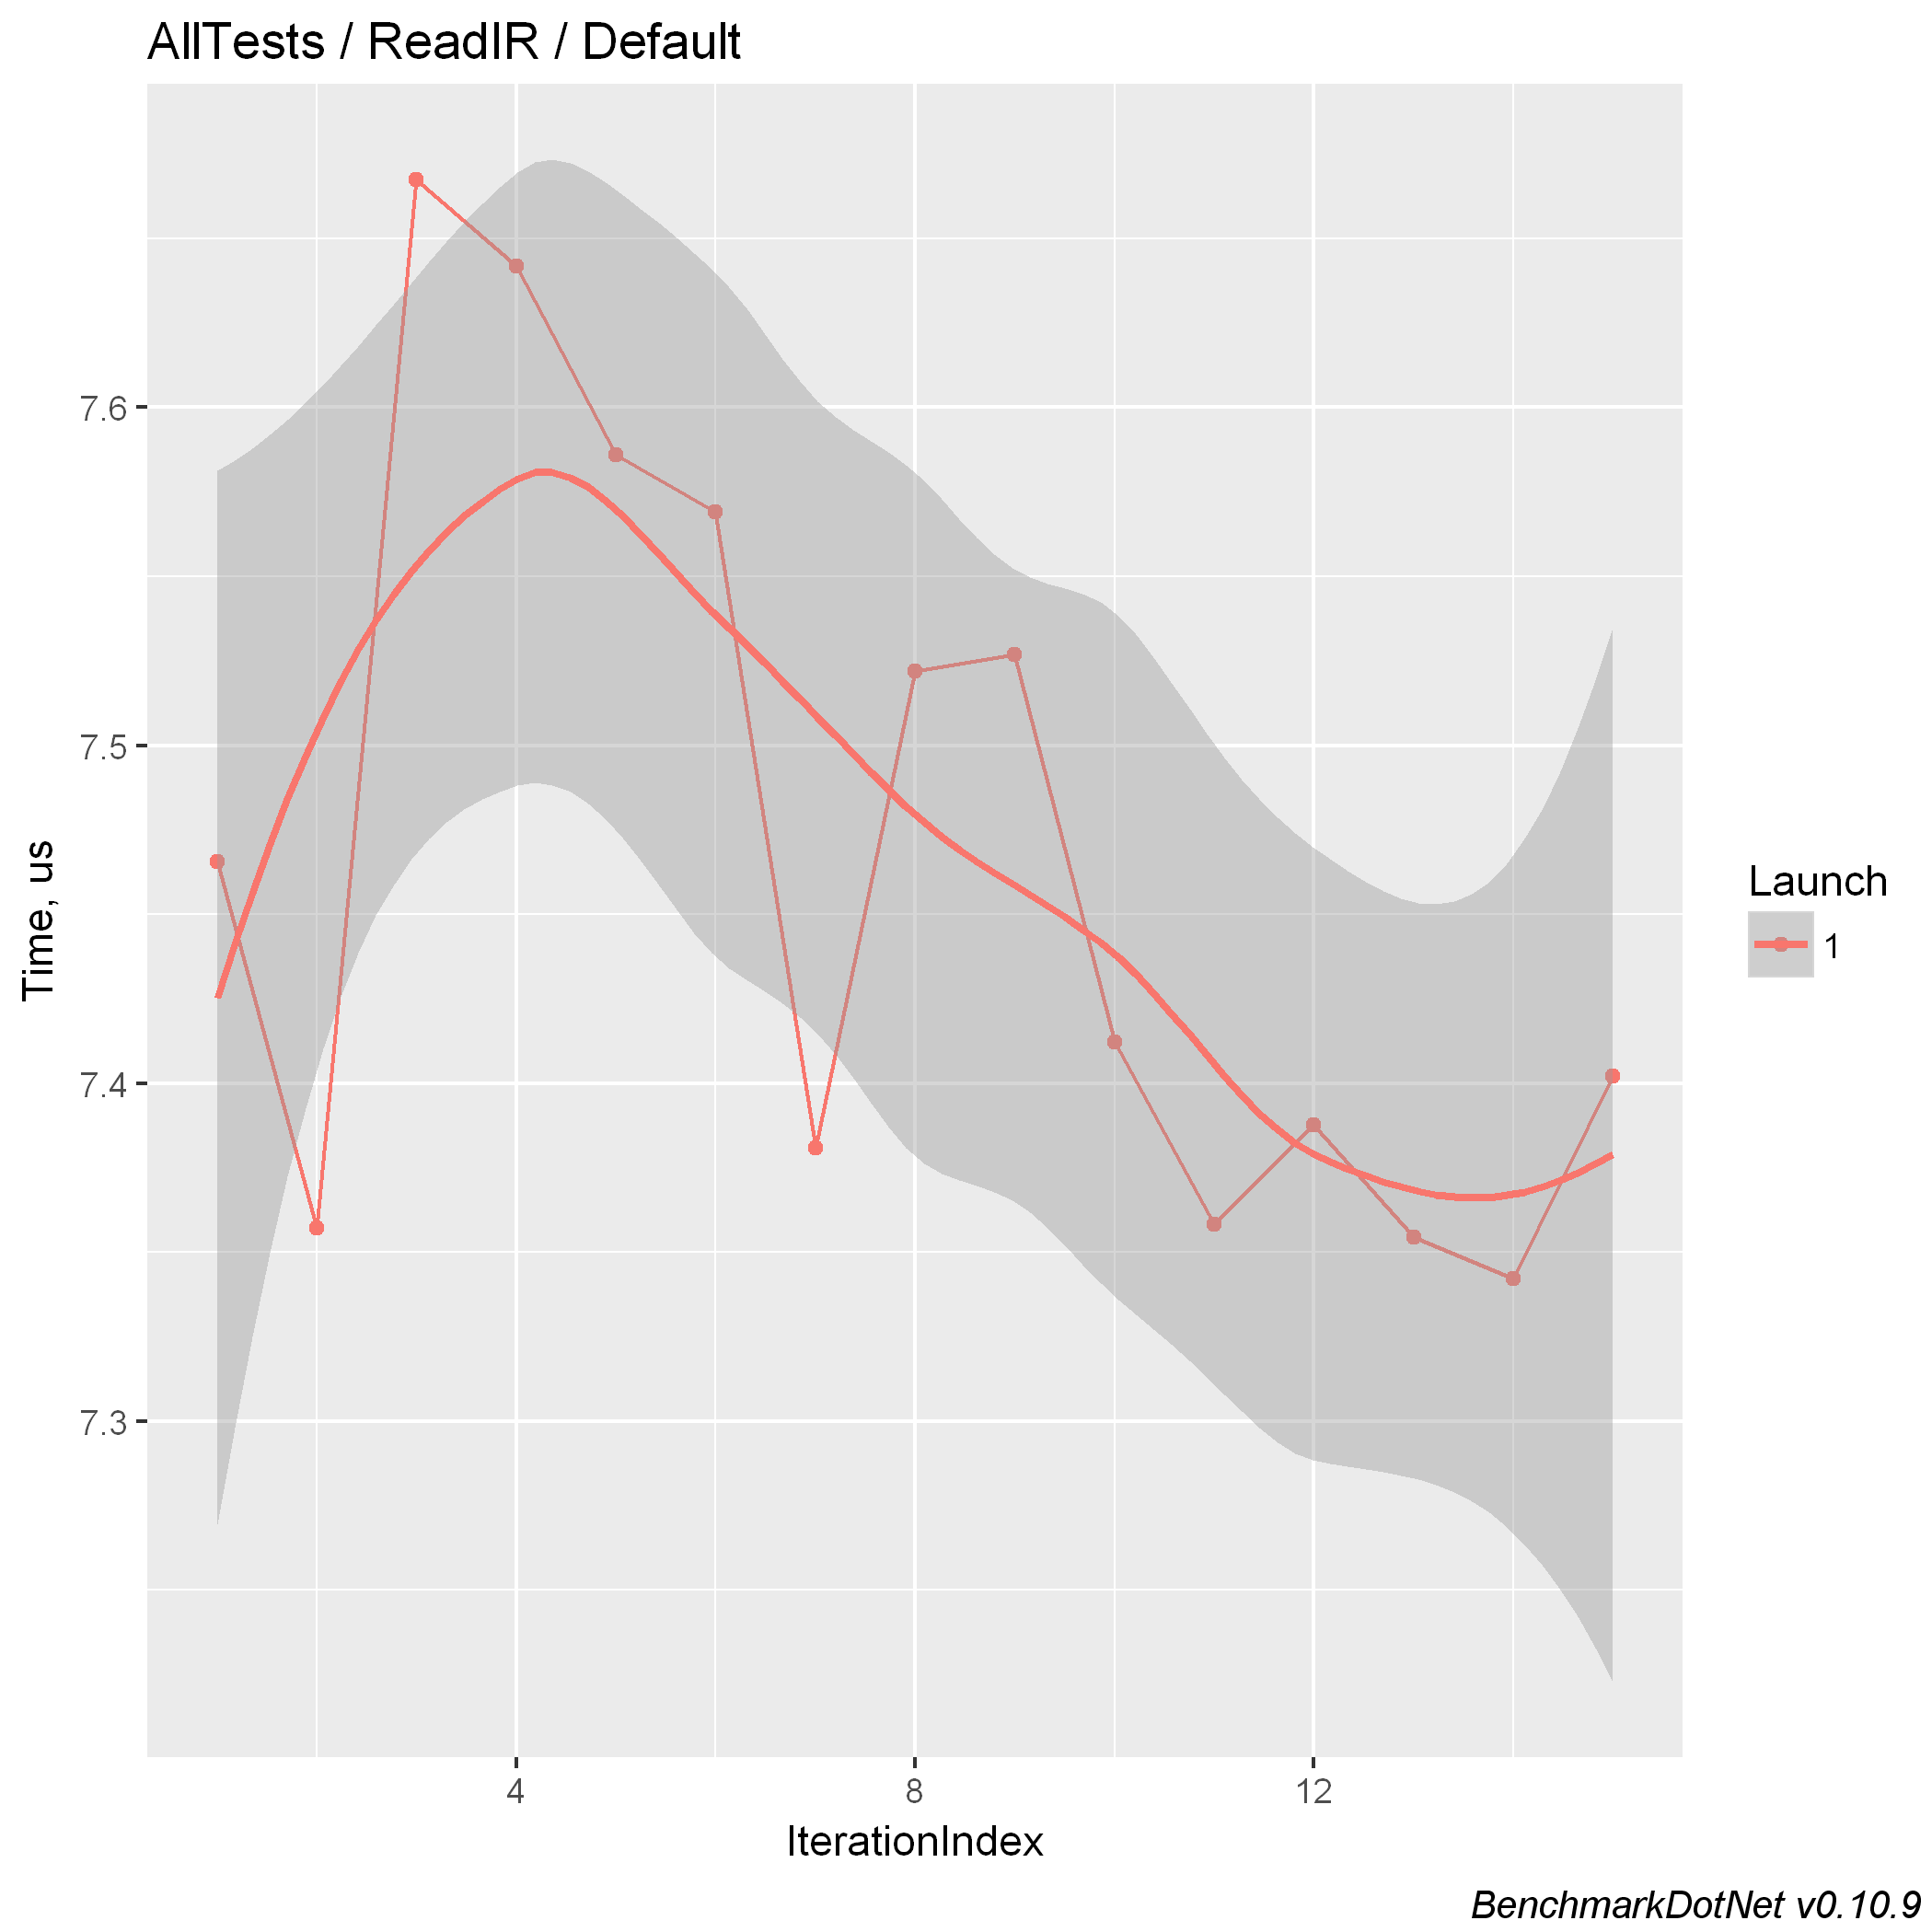 AllTests / ReadIR / Default
7.6
7.5
7.4
7.3
Time, us
4
8
12
IterationIndex
Launch
1
BenchmarkDotNet v0.10.9